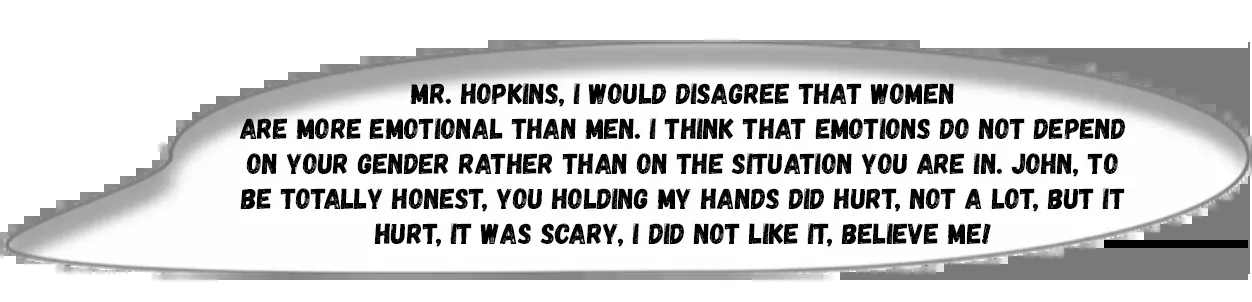 MR. HOPKINS, I WOULD DISAGREE THAT WOMEN
ARE MORE EMOTIONAL THAN MEN. I THINK THAT EMOTIONS DO NOT DEPEND
ON YOUR GENDER RATHER THAN ON THE SITUATION YOU ARE IN. JOHN, TO
BE TOTALLY HONEST, YOU HOLDING MY HANDS DID HURT, NOT A LOT, BUT IT
HURT, IT WAS SCARY, I DID NOT LIKE IT, BELIEVE ME!